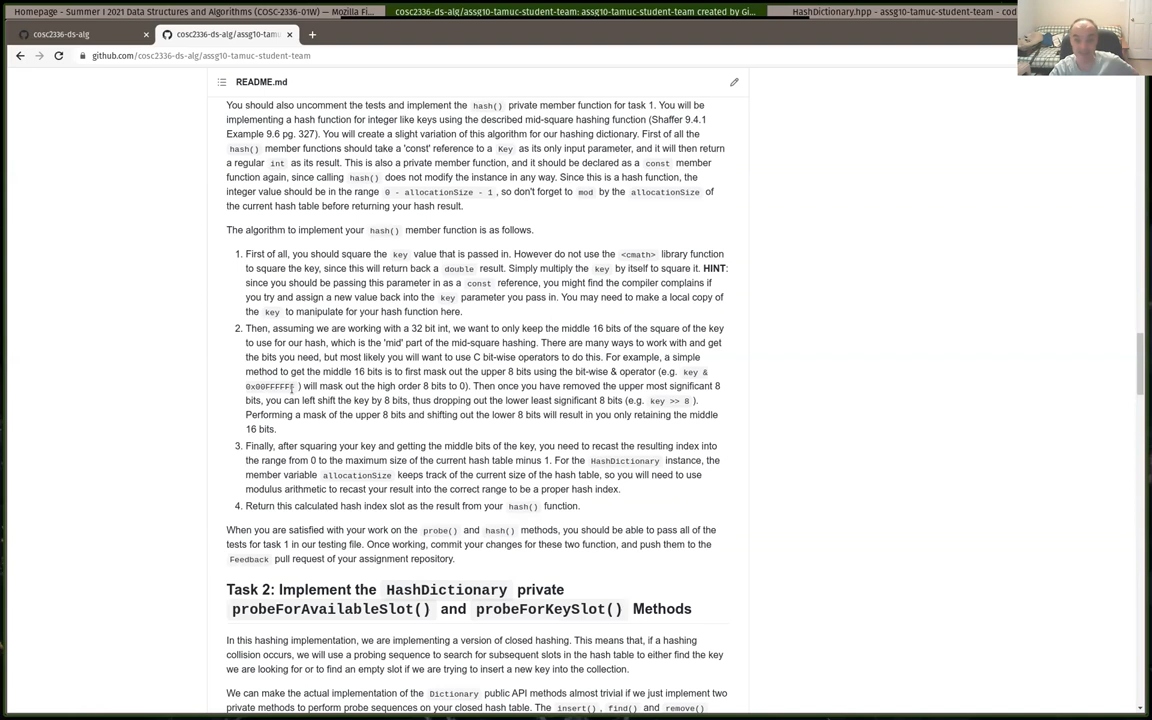 Homepage - Summer I 2021 Data Structures and Algorithms (COSC-2336-01W) — Mozilla Fi...
cosc2336-ds-alg/assg10-tamuc-student-team: assg10-tamuc-student-team created by Gi...
HashDictionary.hpp - assg10-tamuc-student-team - cod
cosc2336-ds-alg
cosc2336-ds-alg/assg10-tamu
github.com/cosc2336-ds-alg/assg10-tamuc-student-team
README.md
You should also uncomment the tests and implement the hash() private member function for task 1. You will be
implementing a hash function for integer like keys using the described mid-square hashing function (Shaffer 9.4.1
Example 9.6 pg. 327). You will create a slight variation of this algorithm for our hashing dictionary. First of all the
hash() member functions should take a 'const' reference to a Key as its only input parameter, and it will then return
a regular int as its result. This is also a private member function, and it should be declared as a const member
function again, since calling hash() does not modify the instance in any way. Since this is a hash function, the
integer value should be in the range 0 - allocationSize - 1 , so don't forget to mod by the allocationSize of
the current hash table before returning your hash result.
The algorithm to implement your hash() member function is as follows.
1. First of all, you should square the key value that is passed in. However do not use the <cmath> library function
to square the key, since this will return back a double result. Simply multiply the key by itself to square it. HINT:
since you should be passing this parameter in as a const reference, you might find the compiler complains if
you try and assign a new value back into the key parameter you pass in. You may need to make a local copy of
the key to manipulate for your hash function here.
2. Then, assuming we are working with a 32 bit int, we want to only keep the middle 16 bits of the square of the key
to use for our hash, which is the 'mid' part of the mid-square hashing. There are many ways to work with and get
the bits you need, but most likely you will want to use C bit-wise operators to do this. For example, a simple
method to get the middle 16 bits is to first mask out the upper 8 bits using the bit-wise & operator (e.g. key &
0x00FFFFFF ) will mask out the high order 8 bits to 0). Then once you have removed the upper most significant 8
bits, you can left shift the key by 8 bits, thus dropping out the lower least significant 8 bits (e.g. key >> 8 ).
Performing a mask of the upper 8 bits and shifting out the lower 8 bits will result in you only retaining the middle
16 bits.
3. Finally, after squaring your key and getting the middle bits of the key, you need to recast the resulting index into
the range from 0 to the maximum size of the current hash table minus 1. For the HashDictionary instance, the
member variable allocationSize keeps track of the current size of the hash table, so you will need to use
modulus arithmetic to recast your result into the correct range to be a proper hash index.
4. Return this calculated hash index slot as the result from your hash() function.
When you are satisfied with your work on the probe() and hash() methods, you should be able to pass all of the
tests for task 1 in our testing file. Once working, commit your changes for these two function, and push them to the
Feedback pull request of your assignment repository.
Task 2: Implement the HashDictionary private
probeForAvailableSlot() and probeForKeySlot() Methods
In this hashing implementation, we are implementing a version of closed hashing. This means that, if a hashing
collision occurs, we will use a probing sequence to search for subsequent slots in the hash table to either find the key
we are looking for or to find an empty slot if we are trying to insert a new key into the collection.
We can make the actual implementation of the Dictionary public API methods almost trivial if we just implement two
private methods to perform probe sequences on your closed hash table. The insert() , find() and remove()